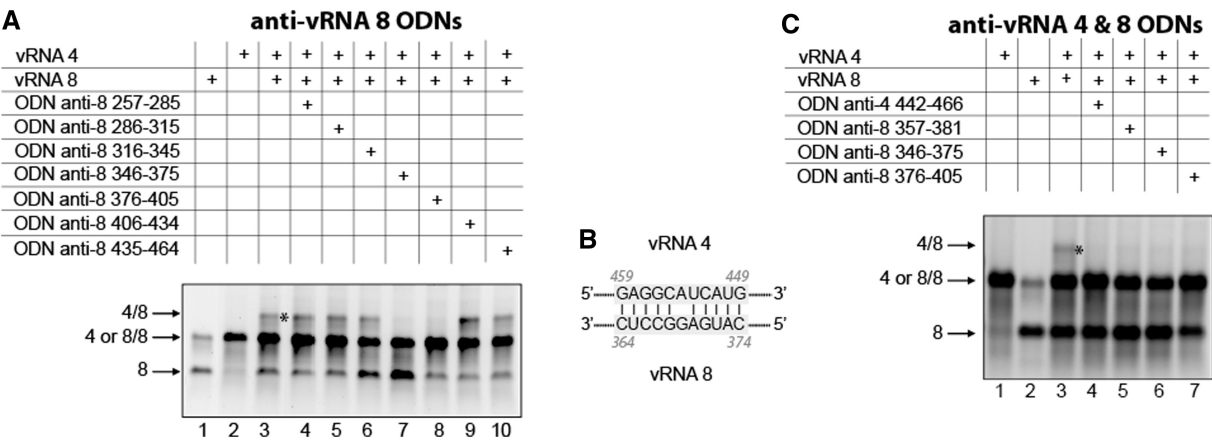 A
anti-vRNA 8 ODNs
vRNA 4 + + + + + + + + +
vRNA 8 + + + + + + + + +
ODN anti-8 257-285 +
ODN anti-8 286-315 +
ODN anti-8 316-345 +
ODN anti-8 346-375 +
ODN anti-8 376-405 +
ODN anti-8 406-434 +
ODN anti-8 435-464 +
4/8
*
4 or 8/8
8
1 2 3 4 5 6 7 8 9 10
B
vRNA 4
459 449
5' GAGGCAUCAUG 3'
3' CUCCGGAGUAC 5'
364 374
vRNA 8
C
anti-vRNA 4 & 8 ODNs
vRNA 4 + + + + + +
vRNA 8 + + + + + +
ODN anti-4 442-466 +
ODN anti-8 357-381 +
ODN anti-8 346-375 +
ODN anti-8 376-405 +
4/8
*
4 or 8/8
8
1 2 3 4 5 6 7